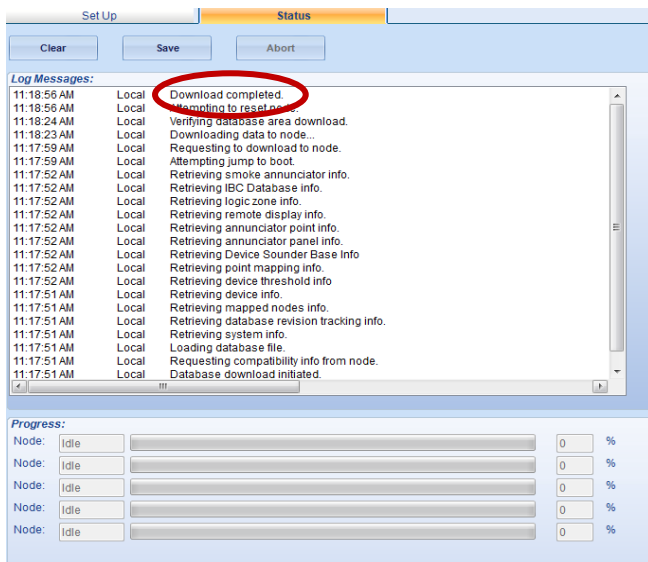 Set Up Status
Clear Save Abort
Log Messages:
11:18:56 AM Local Download completed.
11:18:56 AM Local Attempting to reset node.
11:18:24 AM Local Verifying database area download.
11:18:23 AM Local Downloading data to node...
11:17:59 AM Local Requesting to download to node.
11:17:59 AM Local Attempting jump to boot.
11:17:52 AM Local Retrieving smoke annunciator info.
11:17:52 AM Local Retrieving IBC Database info.
11:17:52 AM Local Retrieving logic zone info.
11:17:52 AM Local Retrieving remote display info.
11:17:52 AM Local Retrieving annunciator point info.
11:17:52 AM Local Retrieving annunciator panel info.
11:17:52 AM Local Retrieving Device Sounder Base Info
11:17:52 AM Local Retrieving point mapping info.
11:17:52 AM Local Retrieving device threshold info
11:17:51 AM Local Retrieving device info.
11:17:51 AM Local Retrieving mapped nodes info.
11:17:51 AM Local Retrieving database revision tracking info.
11:17:51 AM Local Retrieving system info.
11:17:51 AM Local Loading database file.
11:17:51 AM Local Requesting compatibility info from node.
11:17:51 AM Local Database download initiated.
Progress:
Node: Idle 0 %
Node: Idle 0 %
Node: Idle 0 %
Node: Idle 0 %
Node: Idle 0 %